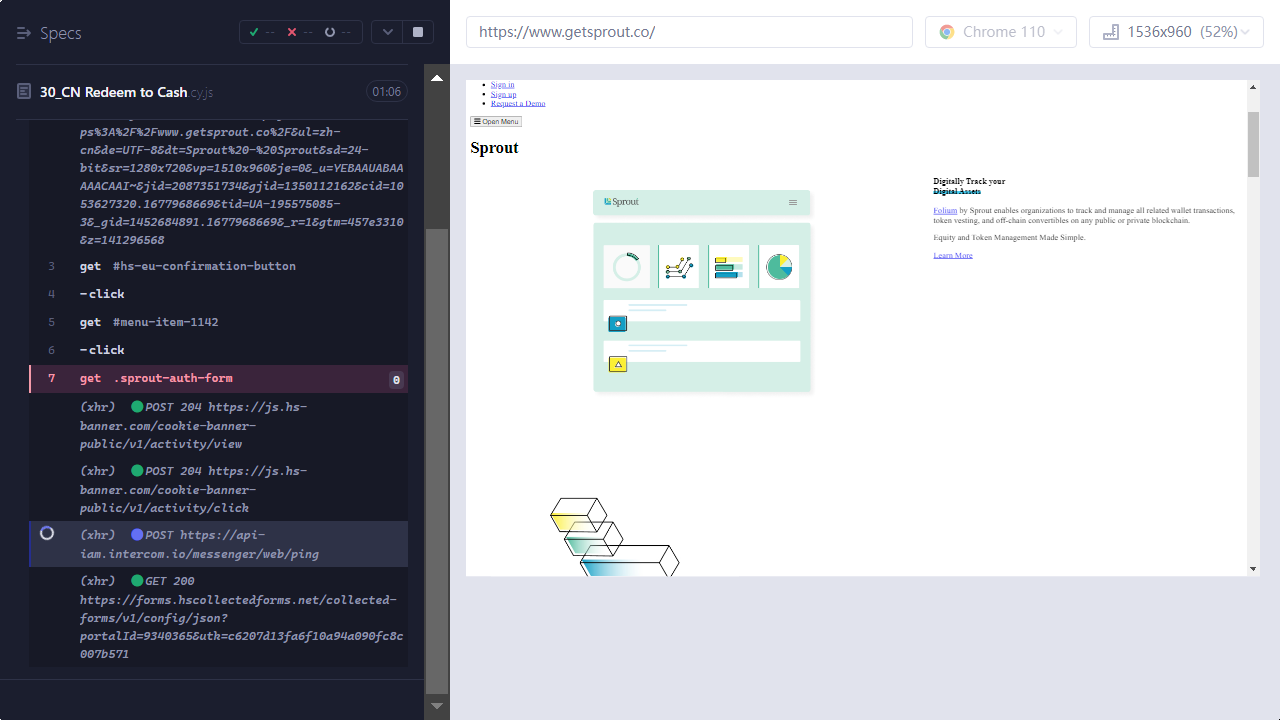 Specs
-- -- --
30_CN Redeem to Cash.cy.js 01:06
ps%3A%2F%2Fwww.getsprout.co%2F&ul=zh-
cn&de=UTF-8&dt=Sprout%20-%20Sprout&sd=24-
bit&sr=1280x720&vp=1510x960&je=0&_u=YEBAAUABAA
AAACAAI~&jid=2087351734&gjid=1350112162&cid=10
53627320.1677968669&tid=UA-195575085-
3&_gid=1452684891.1677968669&_r=1&gtm=457e3310
&z=141296568
3 get #hs-eu-confirmation-button
4 -click
5 get #menu-item-1142
6 -click
7 get .sprout-auth-form 0
(xhr) POST 204 https://js.hs-
banner.com/cookie-banner-
public/v1/activity/view
(xhr) POST 204 https://js.hs-
banner.com/cookie-banner-
public/v1/activity/click
(xhr) POST https://api-
iam.intercom.io/messenger/web/ping
(xhr) GET 200
https://forms.hscollectedforms.net/collected-
forms/v1/config/json?
portalId=9340365&utk=c6207d13fa6f10a94a090fc8c
007b571
https://www.getsprout.co/
Chrome 110
1536x960 (52%)
Sign in
Sign up
Request a Demo
Open Menu
Sprout
Sprout
Digitally Track your
Digital Assets
Folium by Sprout enables organizations to track and manage all related wallet transactions,
token vesting, and off-chain convertibles on any public or private blockchain.
Equity and Token Management Made Simple.
Learn More